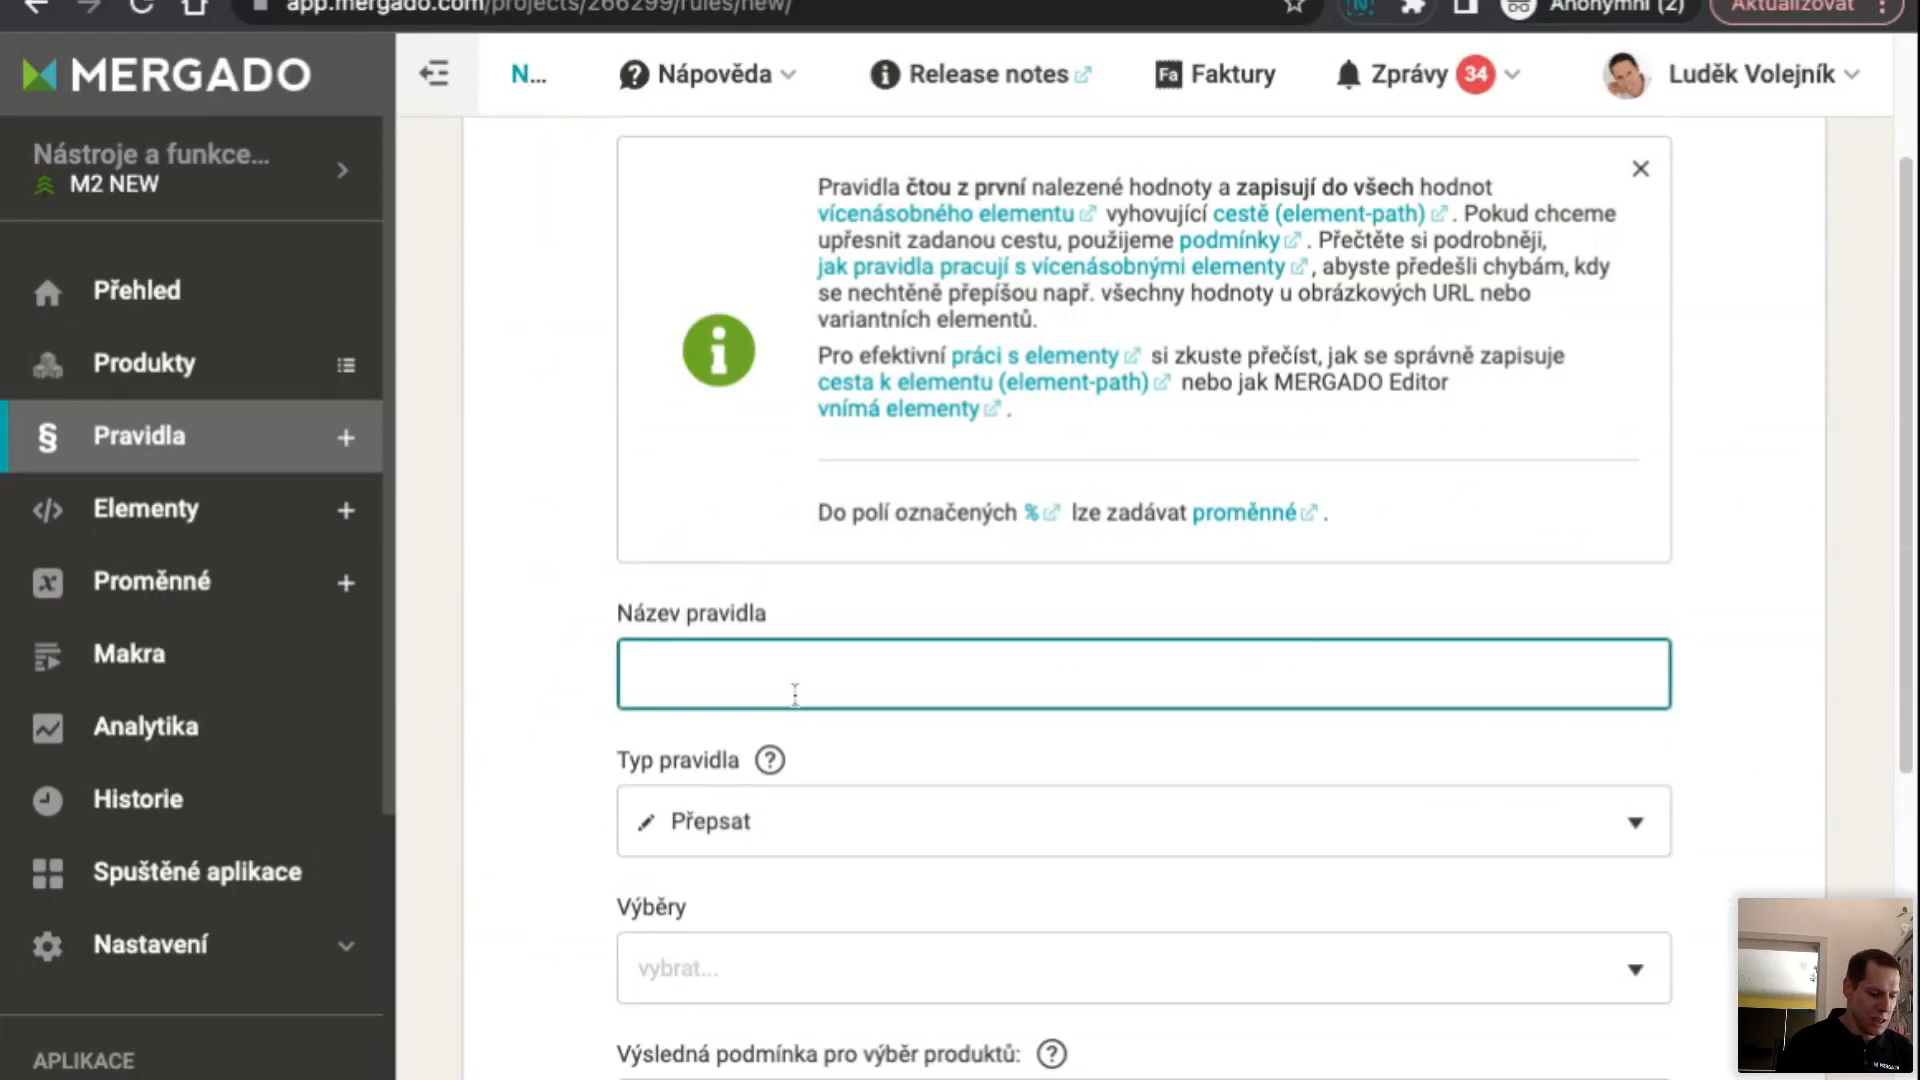 app.mergado.com/projects/266299/rules/new/
Anonymní (2)
Aktualizovat
MERGADO
N...
Nápověda
Release notes
Fa Faktury
Zprávy 34
Luděk Volejník
Nástroje a funkce...
M2 NEW
Přehled
Produkty
§ Pravidla +
</> Elementy +
x Proměnné +
Makra
Analytika
Historie
Spuštěné aplikace
Nastavení
APLIKACE
Pravidla čtou z první nalezené hodnoty a zapisují do všech hodnot
vícenásobného elementu vyhovující cestě (element-path) . Pokud chceme
upřesnit zadanou cestu, použijeme podmínky . Přečtěte si podrobněji,
jak pravidla pracují s vícenásobnými elementy , abyste předešli chybám, kdy
se nechtěně přepíšou např. všechny hodnoty u obrázkových URL nebo
variantních elementů.
Pro efektivní práci s elementy si zkuste přečíst, jak se správně zapisuje
cesta k elementu (element-path) nebo jak MERGADO Editor
vnímá elementy .
Do polí označených % lze zadávat proměnné .
Název pravidla
Typ pravidla ?
Přepsat
Výběry
vybrat...
Výsledná podmínka pro výběr produktů: ?